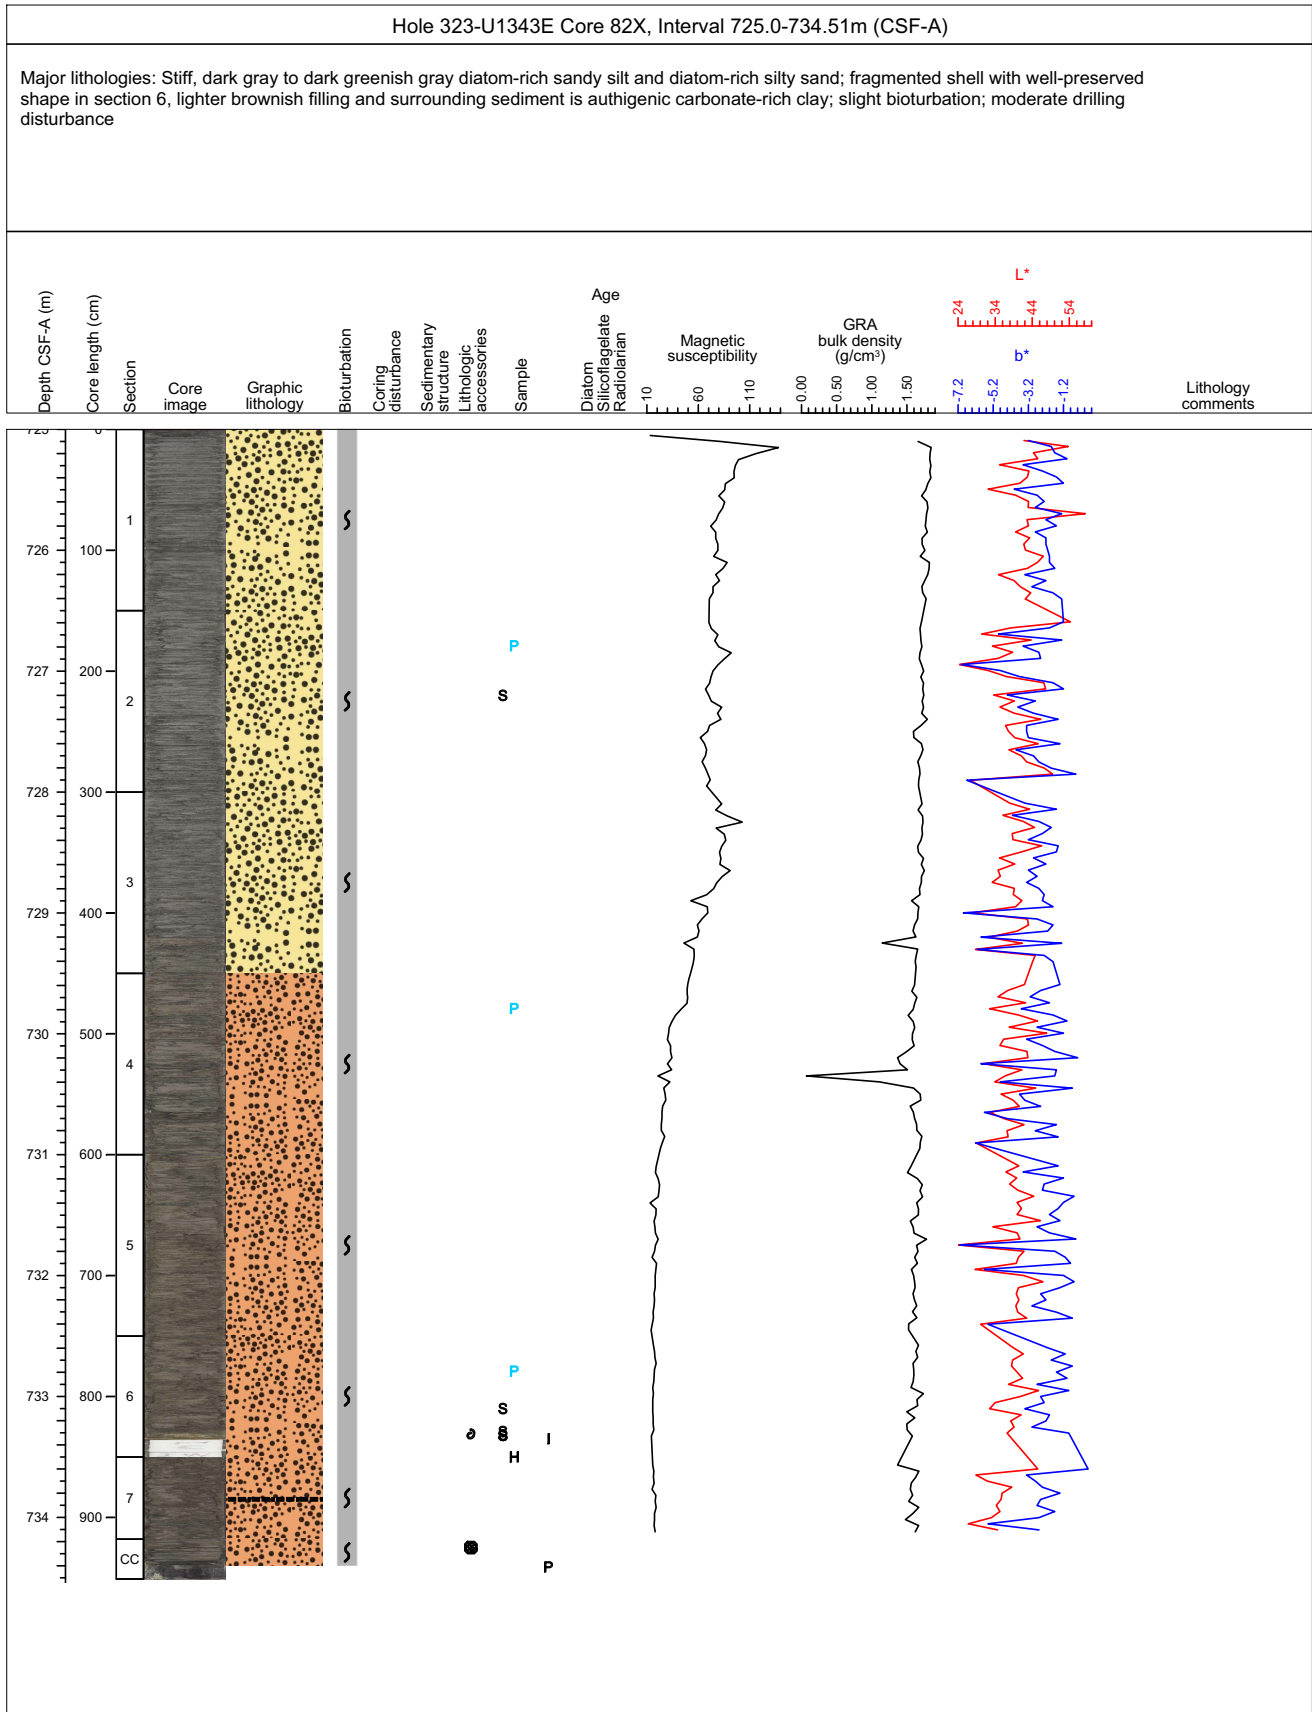 Hole 323-U1343E Core 82X, Interval 725.0-734.51m (CSF-A)
Major lithologies: Stiff, dark gray to dark greenish gray diatom-rich sandy silt and diatom-rich silty sand; fragmented shell with well-preserved
shape in section 6, lighter brownish filling and surrounding sediment is authigenic carbonate-rich clay; slight bioturbation; moderate drilling
disturbance
Depth CSF-A (m)
Core length (cm)
Section
Core
image
Graphic
lithology
Bioturbation
Coring
disturbance
Sedimentary
structure
Lithologic
accessories
Sample
Age
Diatom
Silicoflagelate
Radiolarian
Magnetic
susceptibility
10 60 110
GRA
bulk density
(g/cm³)
0.00 0.50 1.00 1.50
L*
24 34 44 54
b*
-7.2 -5.2 -3.2 -1.2
Lithology
comments
725 0
1
726 100
P
727 200
S
2
728 300
3
729 400
P
730 500
4
731 600
5
732 700
P
733 800
6
S
S
S
I
H
7
734 900
CC
P